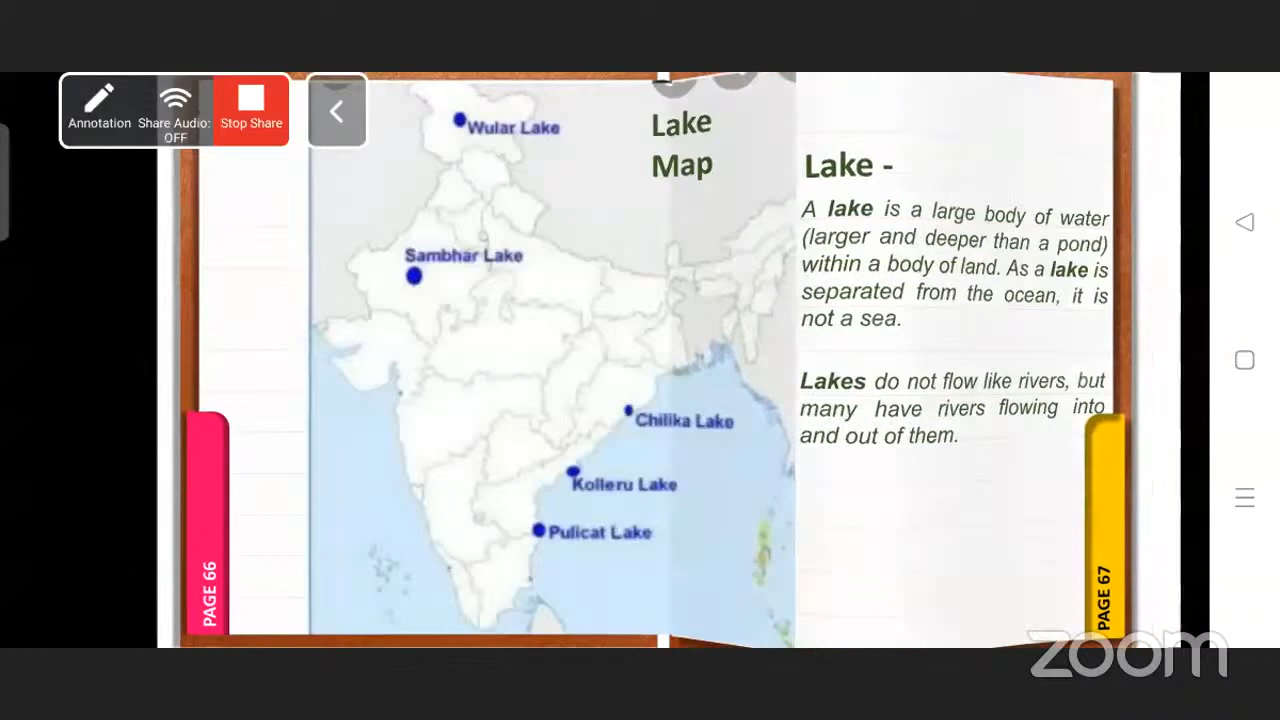 Annotation
Share Audio:
OFF
Stop Share
Wular Lake
Sambhar Lake
Chilika Lake
Kolleru Lake
Pulicat Lake
Lake
Map
PAGE 66
Lake -
A lake is a large body of water
(larger and deeper than a pond)
within a body of land. As a lake is
separated from the ocean, it is
not a sea.
Lakes do not flow like rivers, but
many have rivers flowing into
and out of them.
PAGE 67
zoom